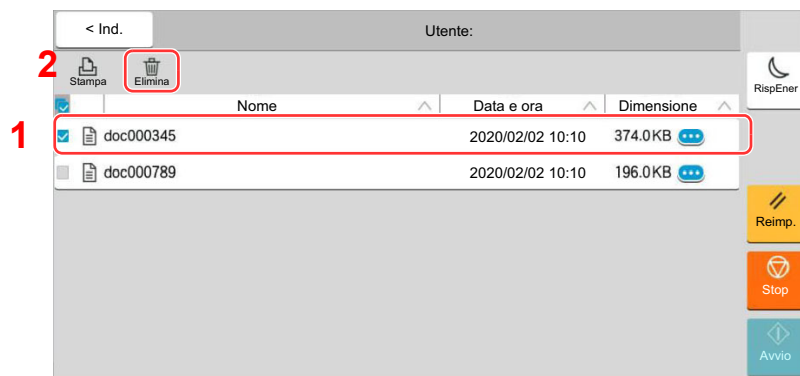 < Ind.
Utente:
2
Stampa
Elimina
RispEner
Nome
Data e ora
Dimensione
1
doc000345
2020/02/02 10:10
374.0KB
doc000789
2020/02/02 10:10
196.0KB
Reimp.
Stop
Avvio